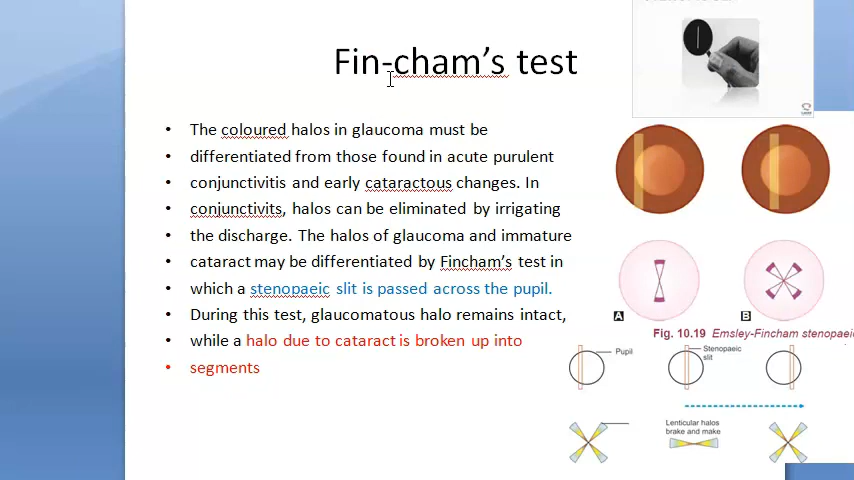 Fin-cham's test
• The coloured halos in glaucoma must be
• differentiated from those found in acute purulent
• conjunctivitis and early cataractous changes. In
• conjunctivits, halos can be eliminated by irrigating
• the discharge. The halos of glaucoma and immature
• cataract may be differentiated by Fincham's test in
• which a stenopaeic slit is passed across the pupil.
• During this test, glaucomatous halo remains intact,
• while a halo due to cataract is broken up into
• segments
A
B
Fig. 10.19 Emsley-Fincham stenopaeic
Pupil
Stenopaeic
slit
Lenticular halos
brake and make